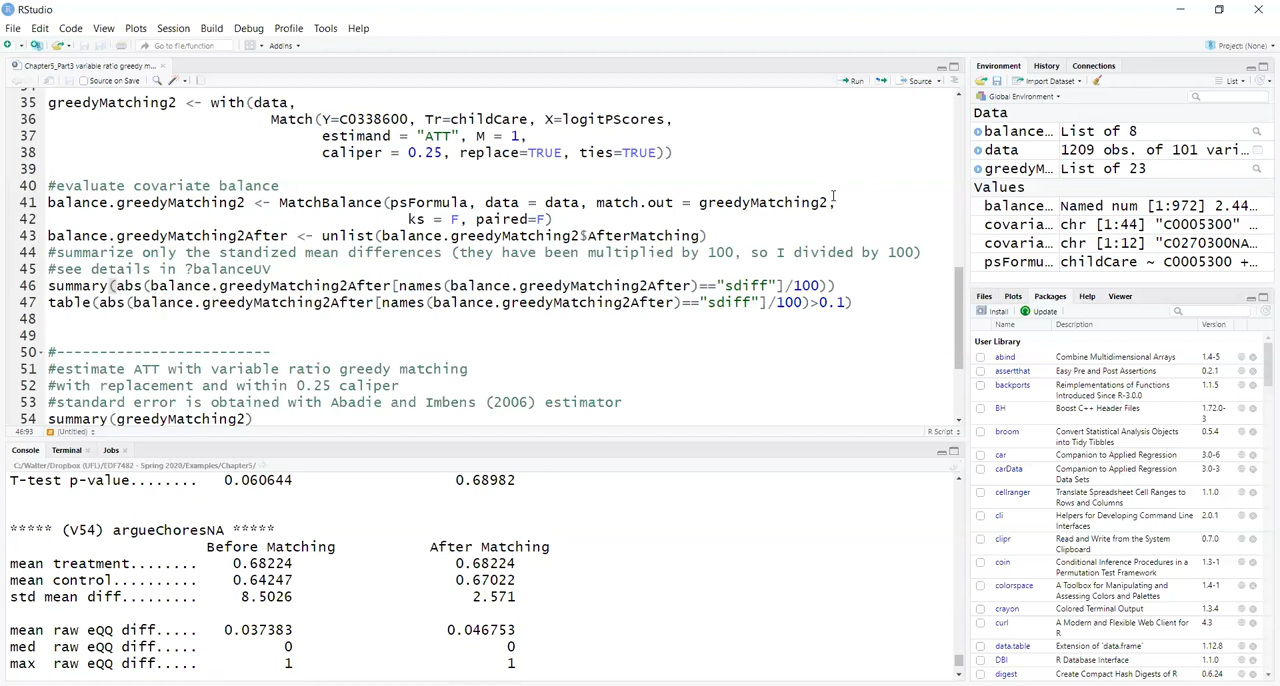 RStudio
File Edit Code View Plots Session Build Debug Profile Tools Help
Go to file/function Addins Project: (None)
Chapter5_Part3 variable ratio greedy m...
Source on Save Run Source
35 greedyMatching2 <- with(data,
36 Match(Y=C0338600, Tr=childCare, X=logitPScores,
37 estimand = "ATT", M = 1,
38 caliper = 0.25, replace=TRUE, ties=TRUE))
39
40 #evaluate covariate balance
41 balance.greedyMatching2 <- MatchBalance(psFormula, data = data, match.out = greedyMatching2,
42 ks = F, paired=F)
43 balance.greedyMatching2After <- unlist(balance.greedyMatching2$AfterMatching)
44 #summarize only the standized mean differences (they have been multiplied by 100, so I divided by 100)
45 #see details in ?balanceUV
46 summary(abs(balance.greedyMatching2After[names(balance.greedyMatching2After)=="sdiff"]/100))
47 table(abs(balance.greedyMatching2After[names(balance.greedyMatching2After)=="sdiff"]/100)>0.1)
48
49
50 #--------------------------
51 #estimate ATT with variable ratio greedy matching
52 #with replacement and within 0.25 caliper
53 #standard error is obtained with Abadie and Imbens (2006) estimator
54 summary(greedyMatching2)
46:93 (Untitled) R Script
Console Terminal Jobs
C:/Walter/Dropbox (UFL)/EDF7482 - Spring 2020/Examples/Chapter5/
T-test p-value........ 0.060644 0.68982
***** (V54) argueChoresNA *****
Before Matching After Matching
mean treatment........ 0.68224 0.68224
mean control.......... 0.64247 0.67022
std mean diff......... 8.5026 2.571
mean raw eQQ diff..... 0.037383 0.046753
med raw eQQ diff..... 0 0
max raw eQQ diff..... 1 1
Environment History Connections
Import Dataset List
Global Environment
Data
balance... List of 8
data 1209 obs. of 101 vari...
greedyM... List of 23
Values
balance... Named num [1:972] 2.44...
covaria... chr [1:44] "C0005300" ...
covaria... chr [1:12] "C0270300NA...
psFormu... childCare ~ C0005300 +...
Files Plots Packages Help Viewer
Install Update
Name Description Version
User Library
abind Combine Multidimensional Arrays 1.4-5
assertthat Easy Pre and Post Assertions 0.2.1
backports Reimplementations of Functions Introduced Since R-3.0.0 1.1.5
BH Boost C++ Header Files 1.72.0-3
broom Convert Statistical Analysis Objects into Tidy Tibbles 0.5.4
car Companion to Applied Regression 3.0-6
carData Companion to Applied Regression Data Sets 3.0-3
cellranger Translate Spreadsheet Cell Ranges to Rows and Columns 1.1.0
cli Helpers for Developing Command Line Interfaces 2.0.1
clipr Read and Write from the System Clipboard 0.7.0
coin Conditional Inference Procedures in a Permutation Test Framework 1.3-1
colorspace A Toolbox for Manipulating and Assessing Colors and Palettes 1.4-1
crayon Colored Terminal Output 1.3.4
curl A Modern and Flexible Web Client for R 4.3
data.table Extension of `data.frame` 1.12.8
DBI R Database Interface 1.1.0
digest Create Compact Hash Digests of R 0.6.24